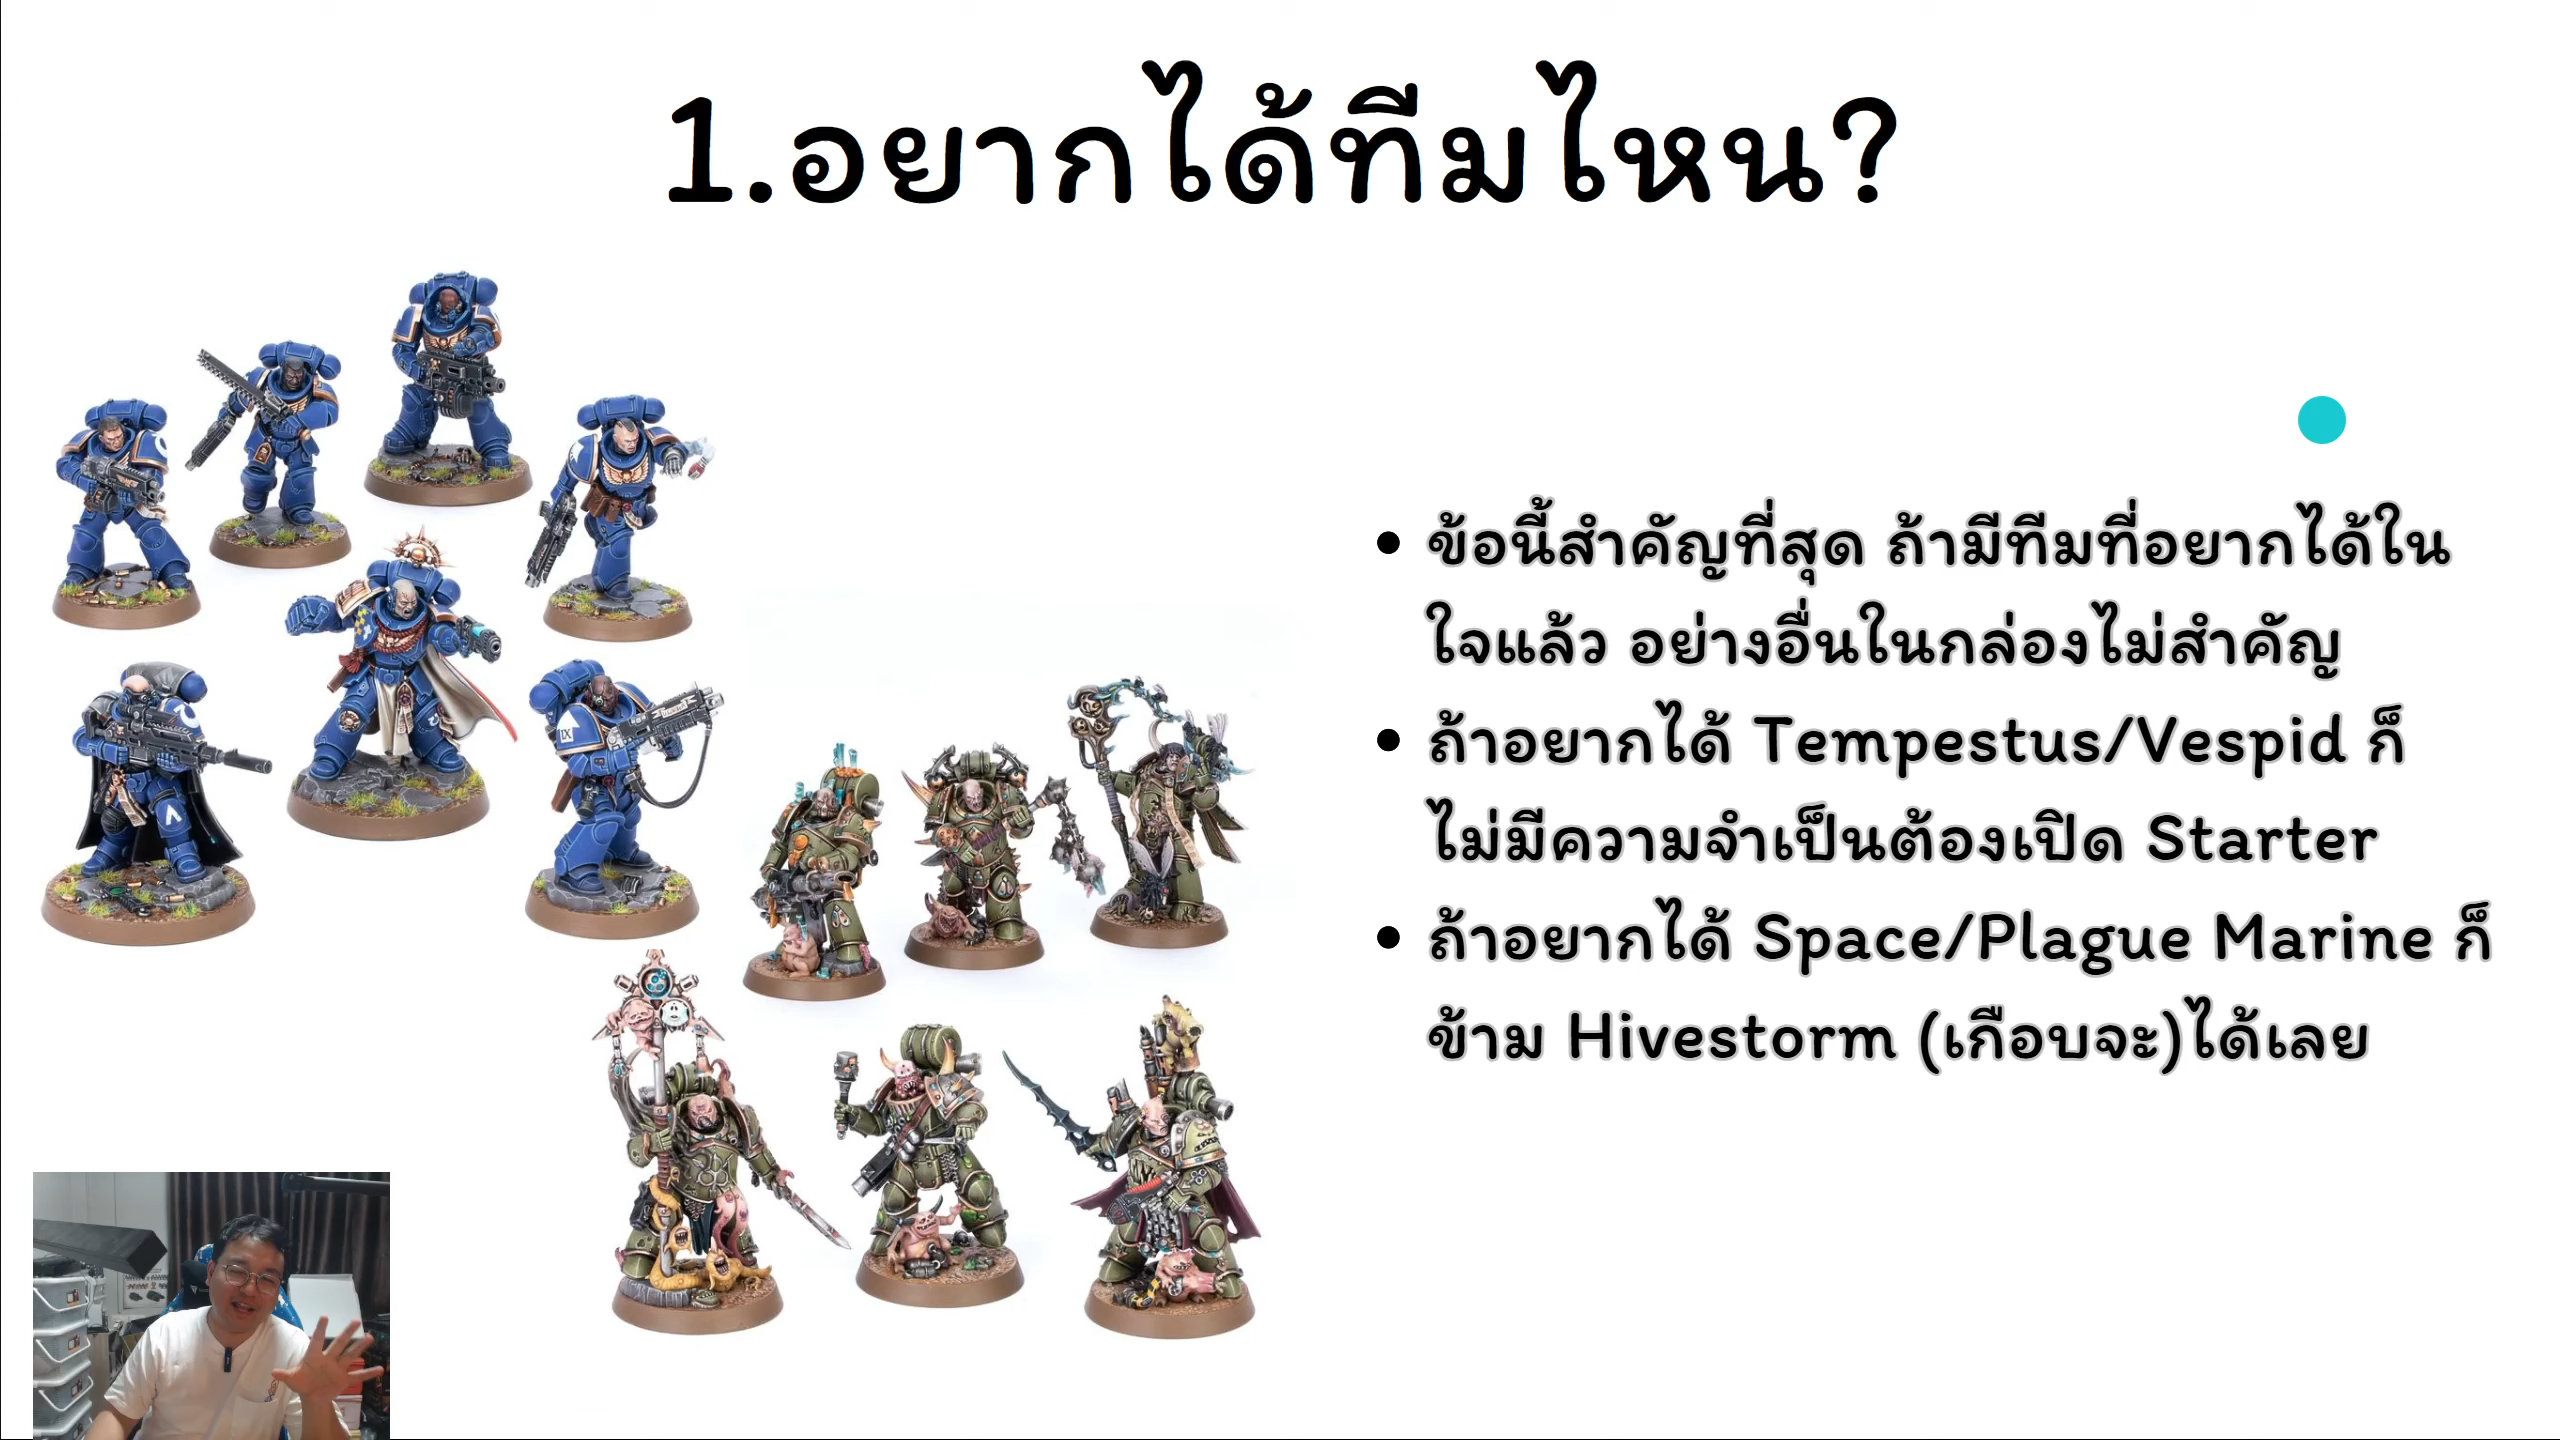 1.อยากได้ทีมไหน?
ข้อนี้สำคัญที่สุด ถ้ามีทีมที่อยากได้ใน
ใจแล้ว อย่างอื่นในกล่องไม่สำคัญ
ถ้าอยากได้ Tempestus/Vespid ก็
ไม่มีความจำเป็นต้องเปิด Starter
ถ้าอยากได้ Space/Plague Marine ก็
ข้าม Hivestorm (เกือบจะ)ได้เลย